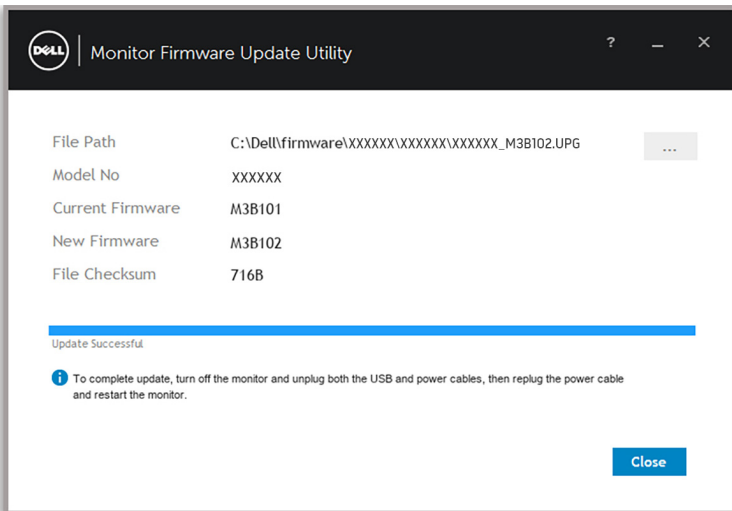 DELL
Monitor Firmware Update Utility
?
File Path C:\Dell\firmware\XXXXXX\XXXXXX\XXXXXX_M3B102.UPG ...
Model No XXXXXX
Current Firmware M3B101
New Firmware M3B102
File Checksum 716B
Update Successful
To complete update, turn off the monitor and unplug both the USB and power cables, then replug the power cable
and restart the monitor.
Close